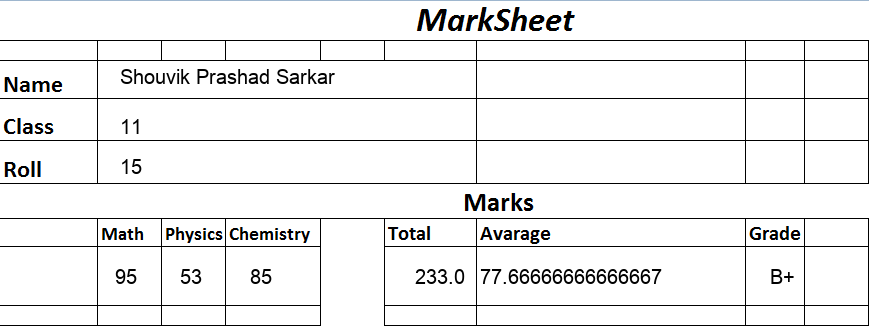 MarkSheet
Name Shouvik Prashad Sarkar
Class 11
Roll 15
Marks
Math Physics Chemistry Total Avarage Grade
95 53 85 233.0 77.66666666666667 B+